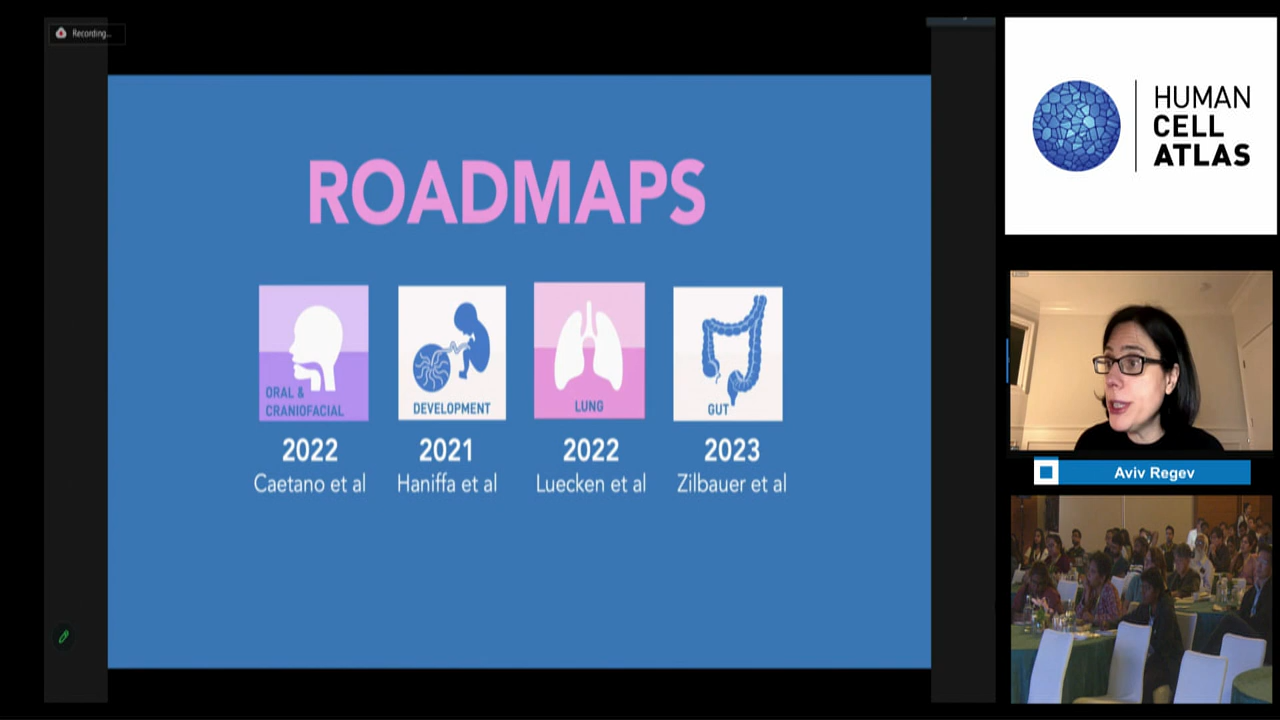 Recording...
ROADMAPS
ORAL &
CRANIOFACIAL
DEVELOPMENT
LUNG
GUT
2022
2021
2022
2023
Caetano et al
Haniffa et al
Luecken et al
Zilbauer et al
HUMAN
CELL
ATLAS
Aviv Regev